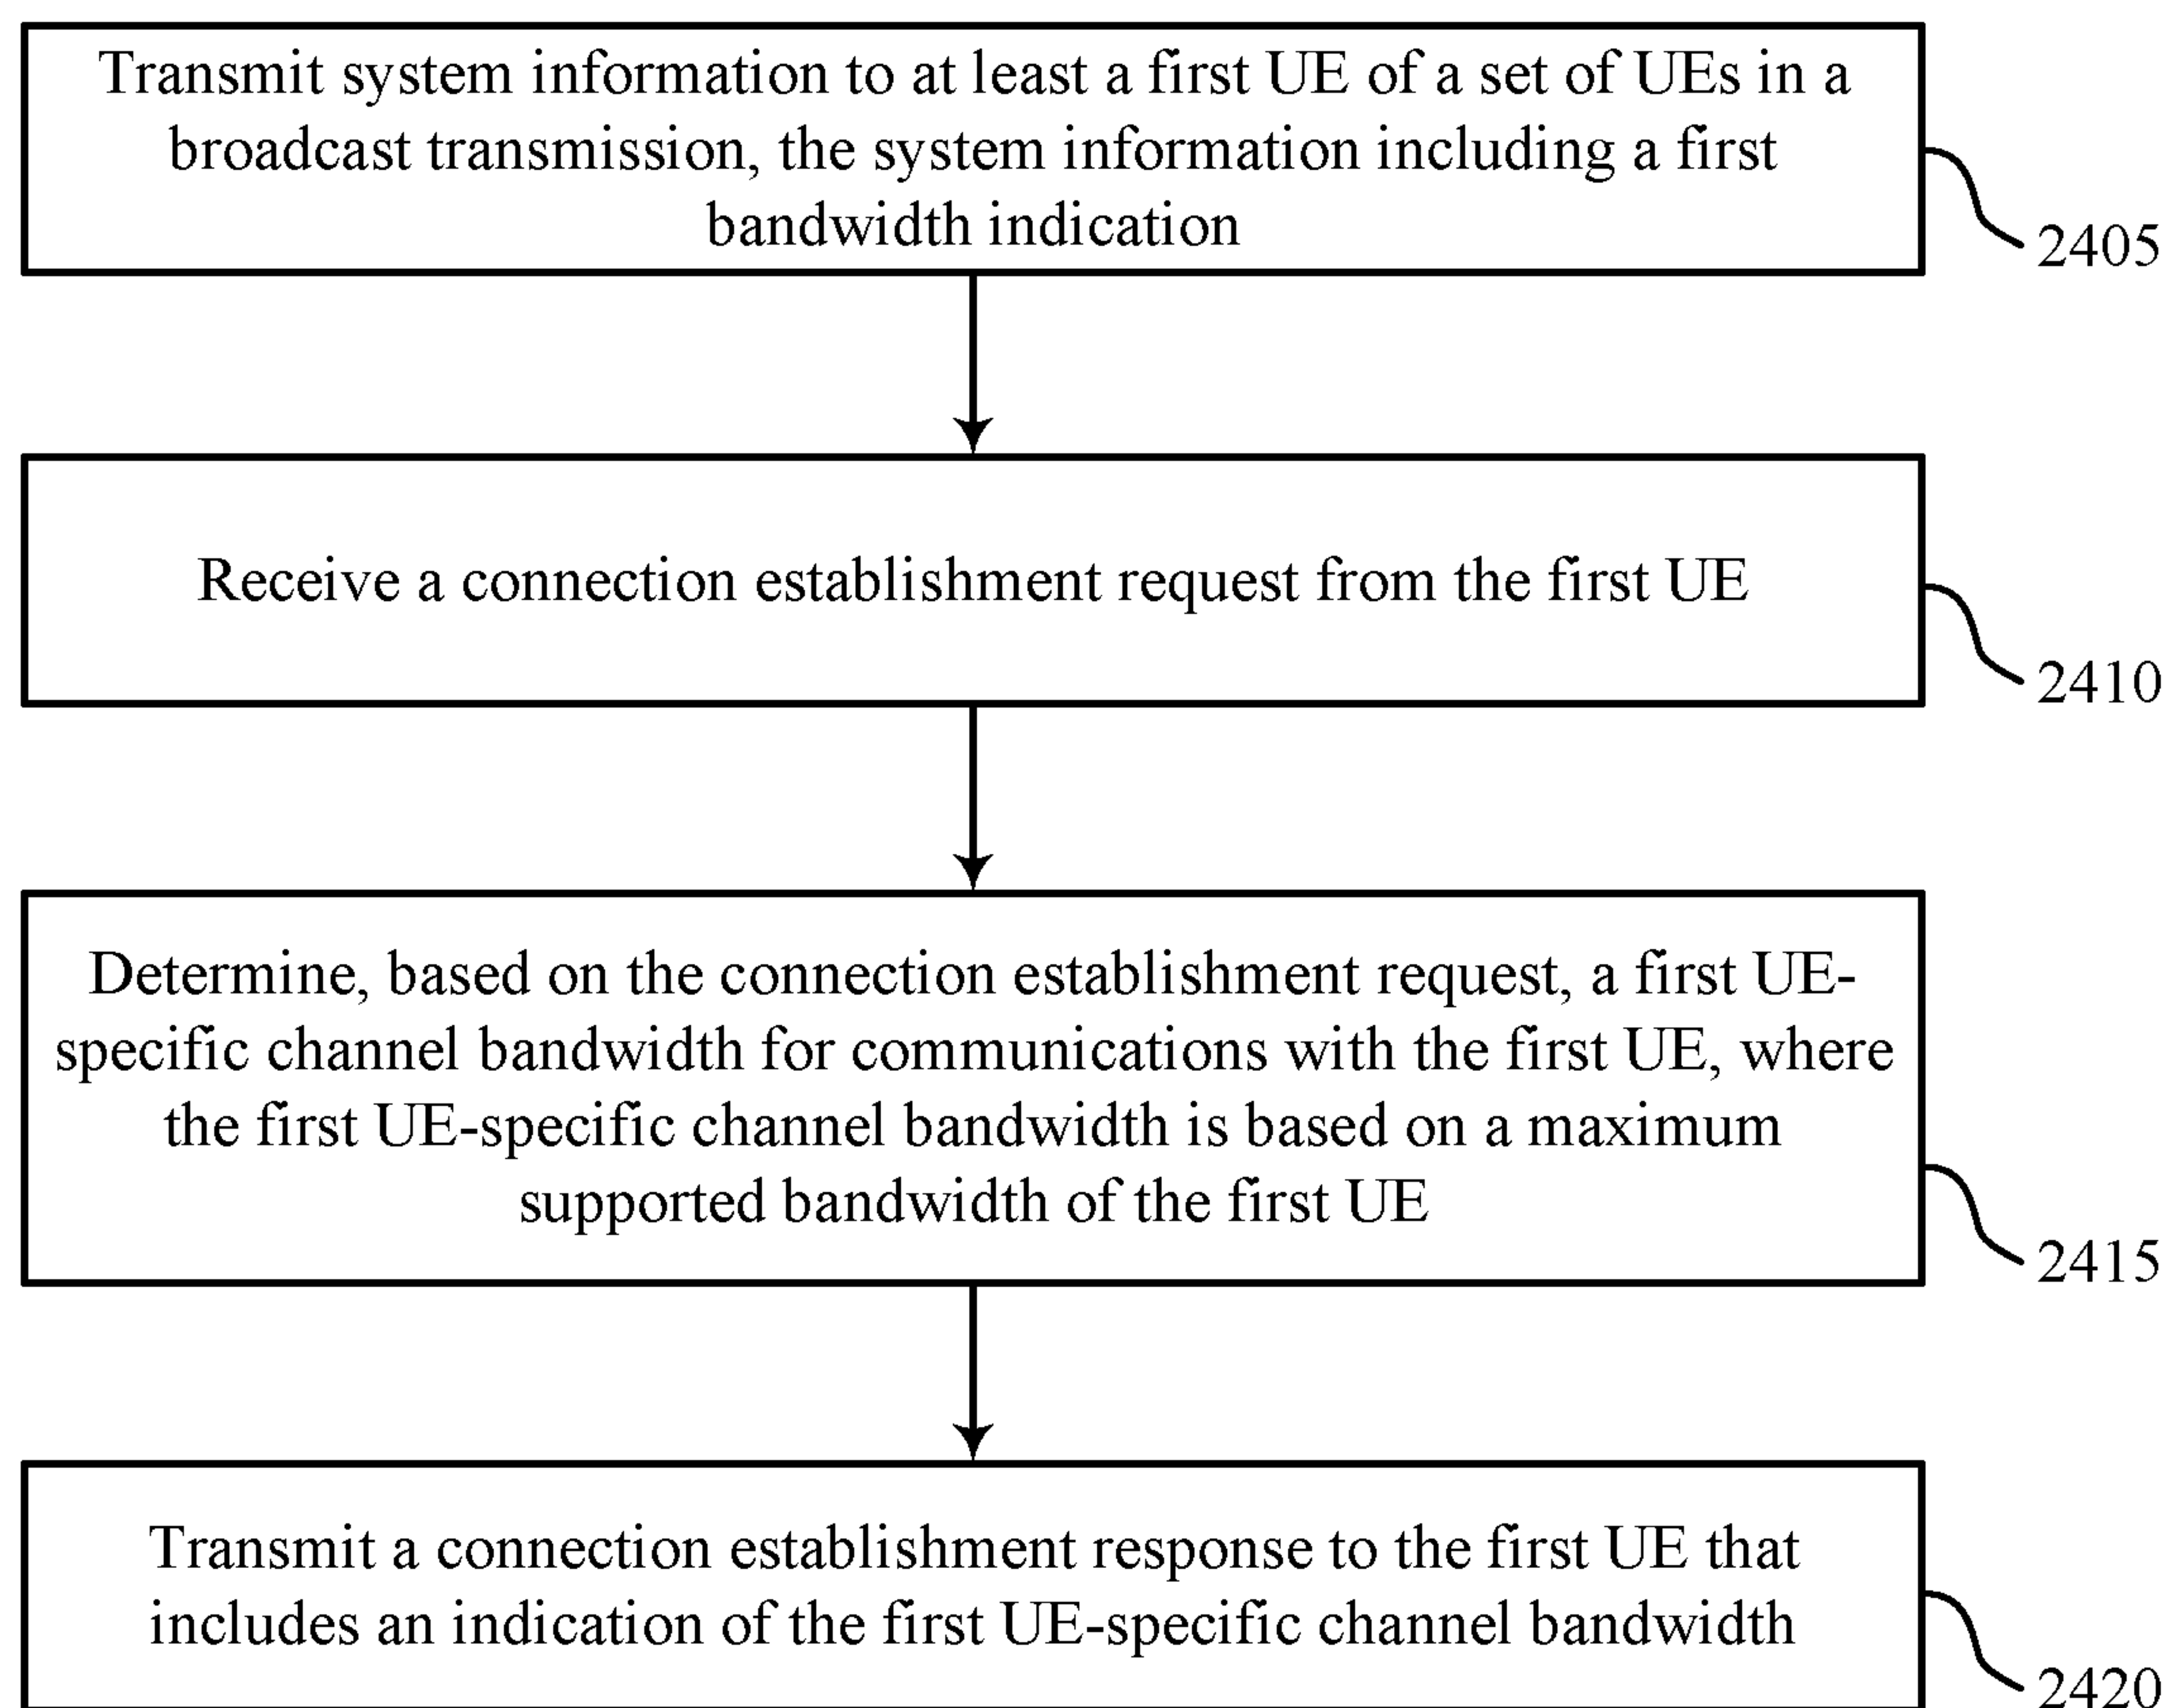 Transmit system information to at least a first UE of a set of UEs in a
broadcast transmission, the system information including a first
bandwidth indication
2405
Receive a connection establishment request from the first UE
2410
Determine, based on the connection establishment request, a first UE-
specific channel bandwidth for communications with the first UE, where
the first UE-specific channel bandwidth is based on a maximum
supported bandwidth of the first UE
2415
Transmit a connection establishment response to the first UE that
includes an indication of the first UE-specific channel bandwidth
2420